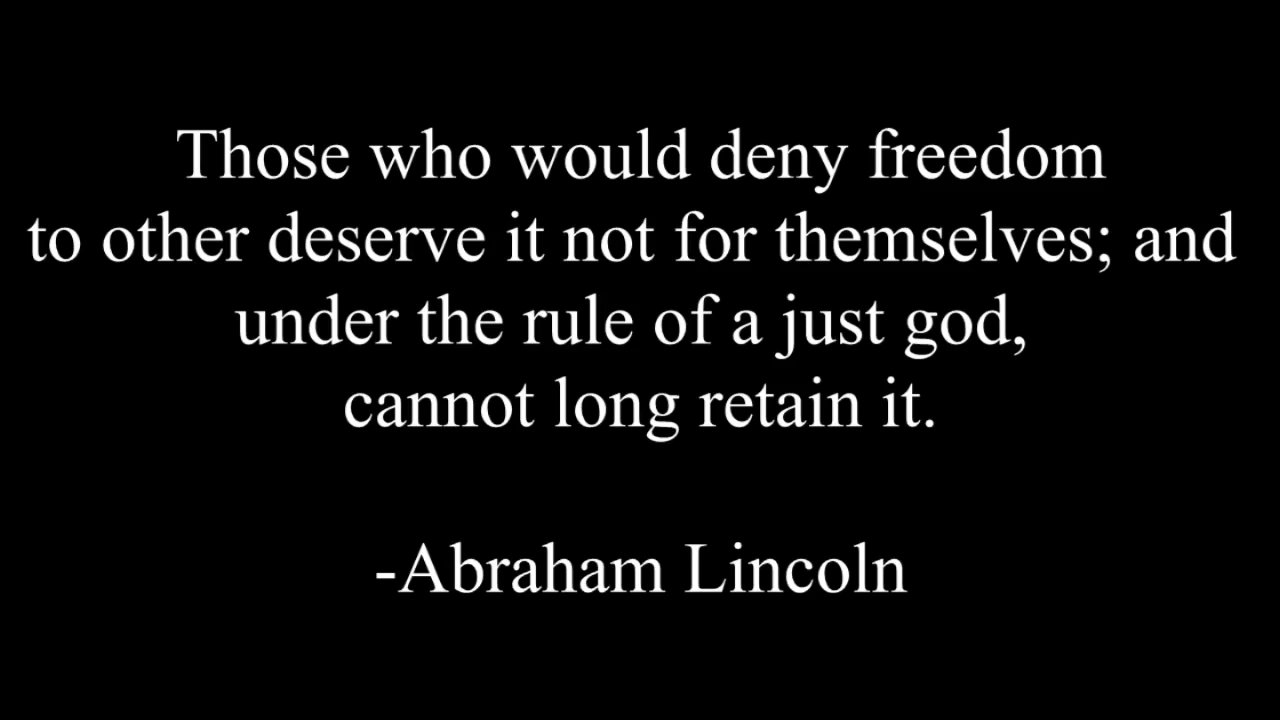 Those who would deny freedom
to other deserve it not for themselves; and
under the rule of a just god,
cannot long retain it.
-Abraham Lincoln